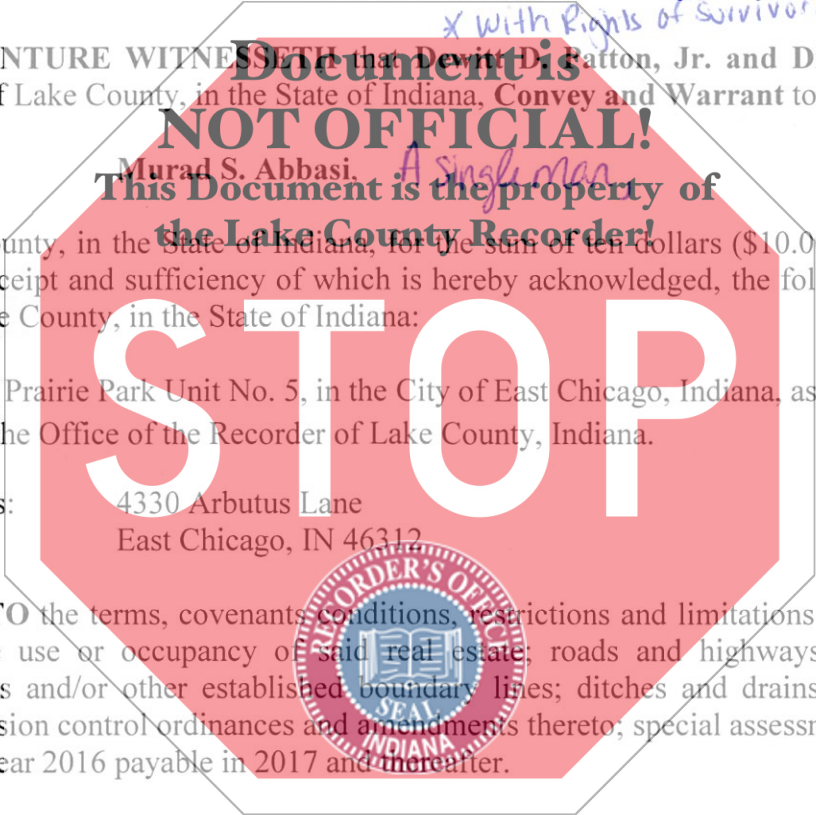 x with Rights of Survivor
NTURE WITNESSETH that Dewitt D. Patton, Jr. and D
f Lake County, in the State of Indiana, Convey and Warrant to
Document is
NOT OFFICIAL!
This Document is the property of
the Lake County Recorder!
Murad S. Abbasi, A single man
ounty, in the State of Indiana, for the sum of ten dollars ($10.0
ceipt and sufficiency of which is hereby acknowledged, the fol
e County, in the State of Indiana:
STOP
Prairie Park Unit No. 5, in the City of East Chicago, Indiana, as
he Office of the Recorder of Lake County, Indiana.
s: 4330 Arbutus Lane
East Chicago, IN 46312
RECORDER'S OFFICE
SEAL
INDIANA
TO the terms, covenants conditions, restrictions and limitations
e use or occupancy of said real estate; roads and highways
s and/or other established boundary lines; ditches and drains
sion control ordinances and amendments thereto; special assessm
ear 2016 payable in 2017 and thereafter.